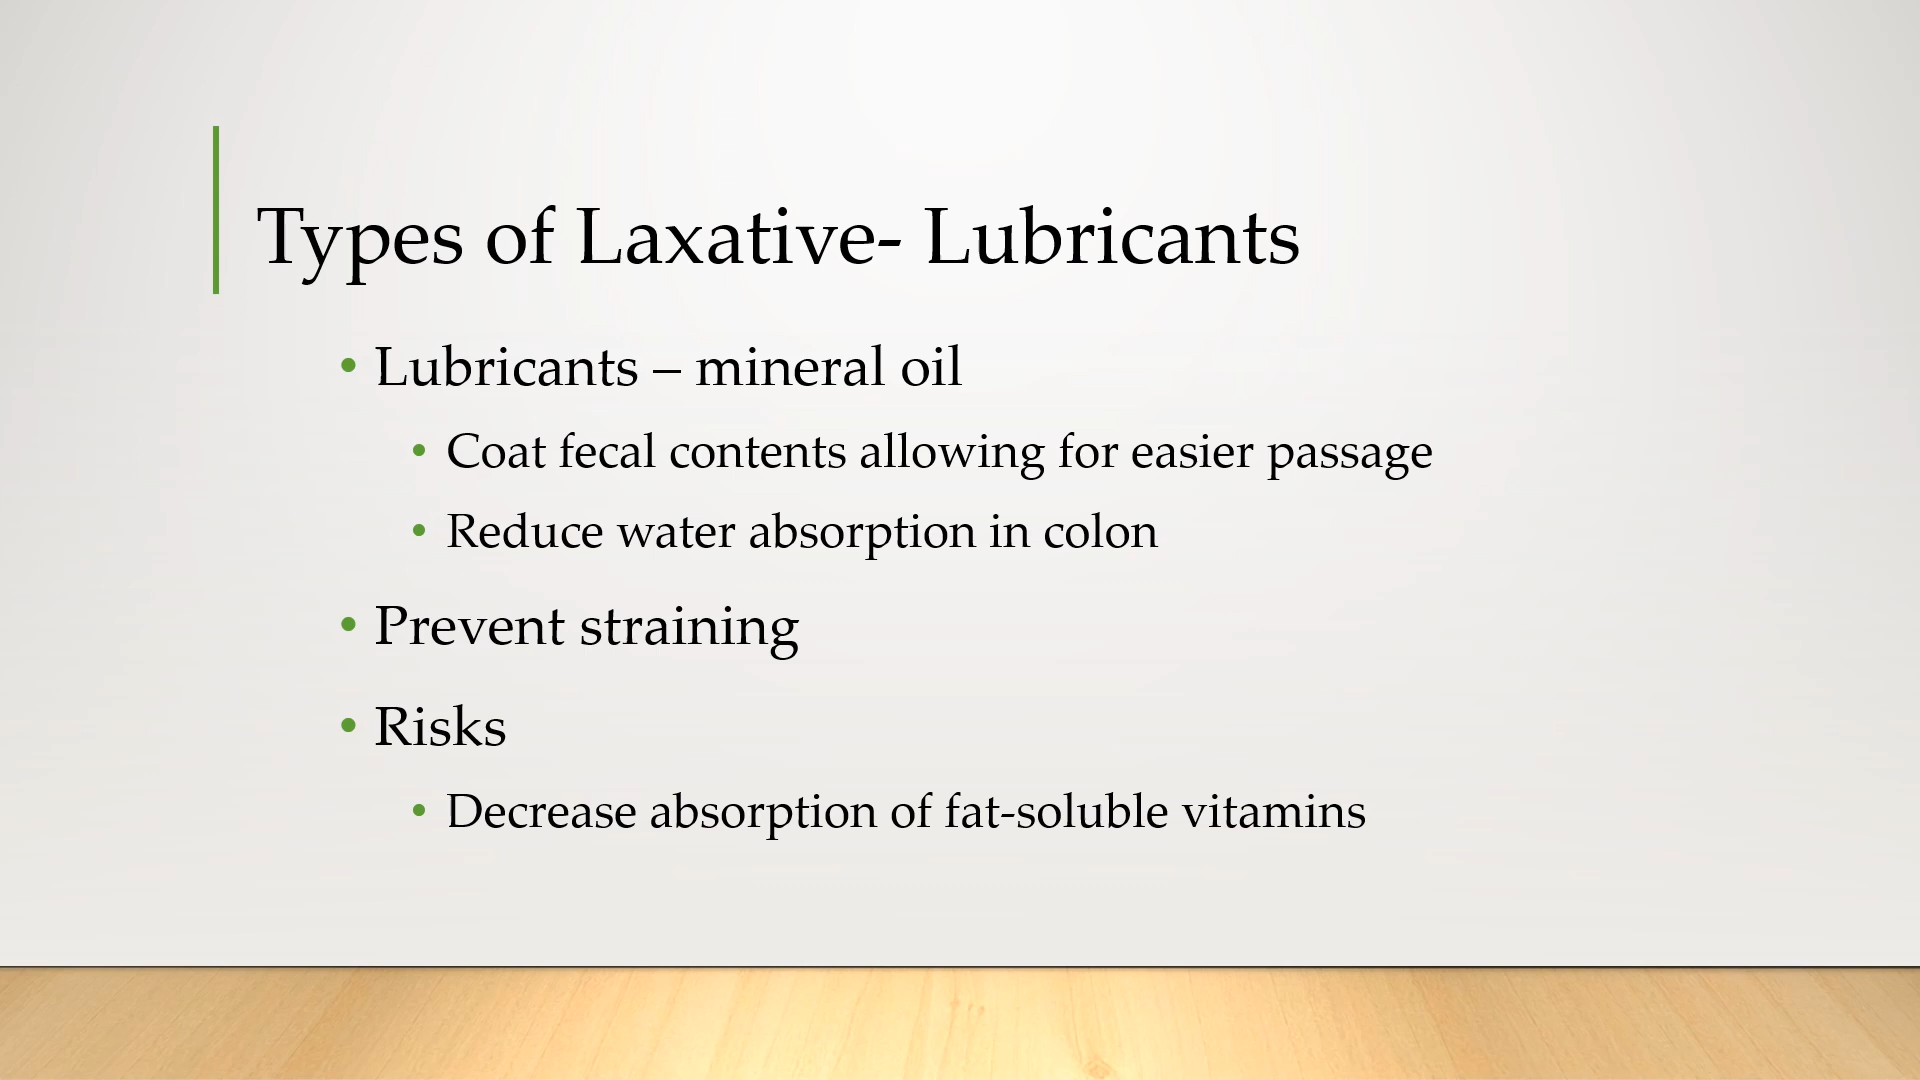 Types of Laxative- Lubricants
• Lubricants – mineral oil
• Coat fecal contents allowing for easier passage
• Reduce water absorption in colon
• Prevent straining
• Risks
• Decrease absorption of fat-soluble vitamins